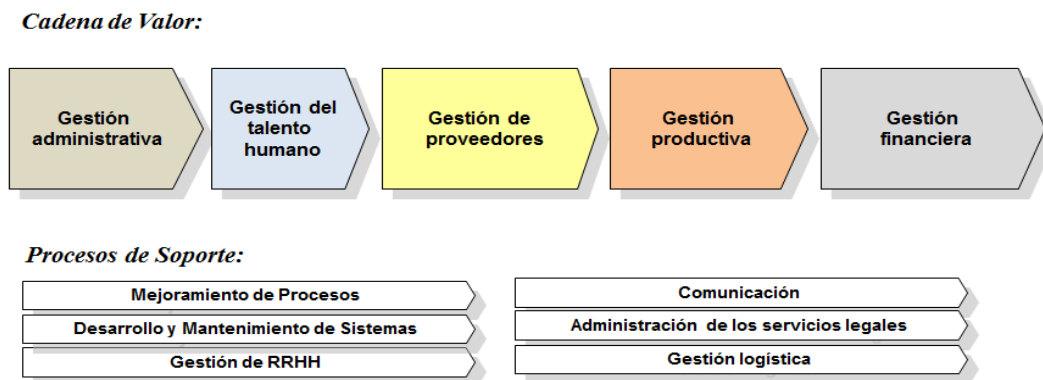 Cadena de Valor:
Gestión
administrativa
Gestión del
talento
humano
Gestión de
proveedores
Gestión
productiva
Gestión
financiera
Procesos de Soporte:
Mejoramiento de Procesos
Desarrollo y Mantenimiento de Sistemas
Gestión de RRHH
Comunicación
Administración de los servicios legales
Gestión logística